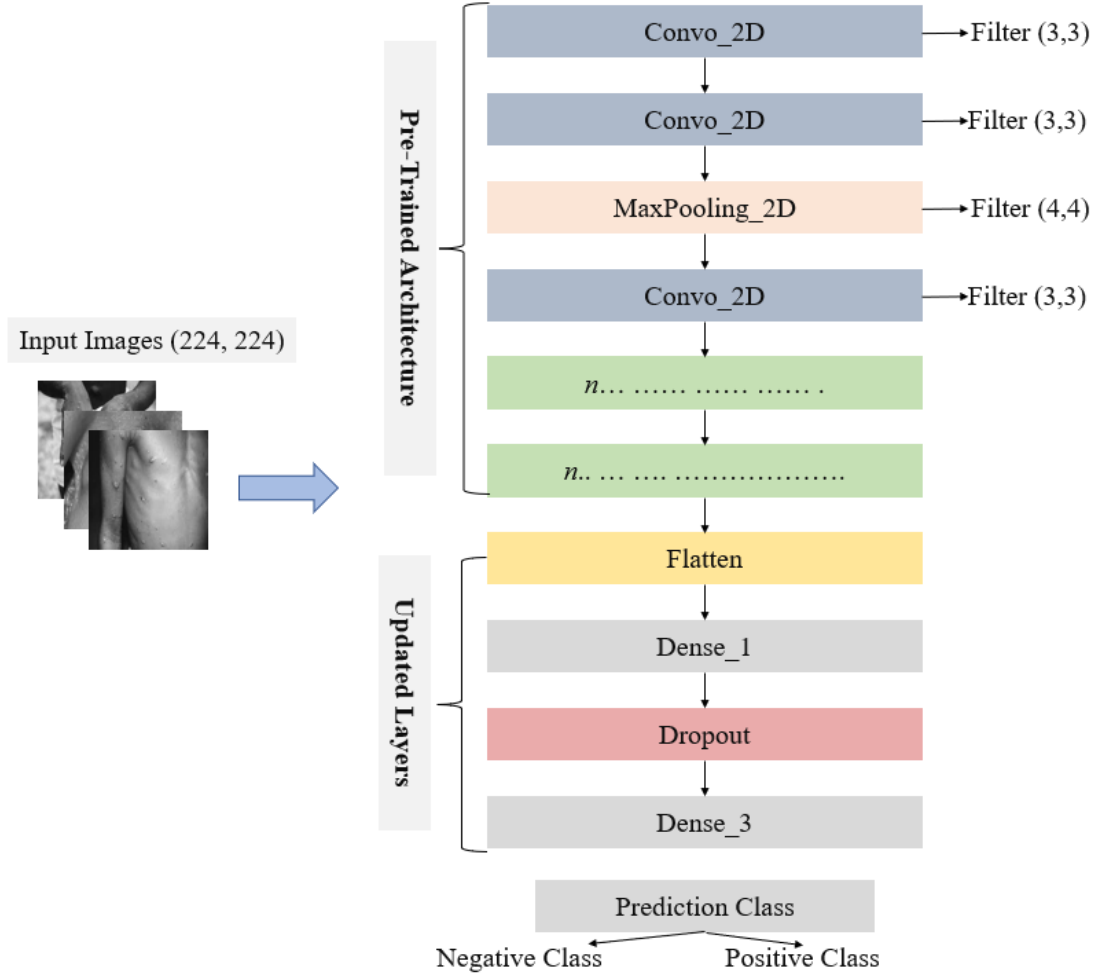 Convo_2D
Filter (3,3)
Convo_2D
Filter (3,3)
MaxPooling_2D
Filter (4,4)
Convo_2D
Filter (3,3)
Pre-Trained Architecture
Input Images (224, 224)
n... ...... ...... ...... .
n.. ... .... ......................
Flatten
Dense_1
Updated Layers
Dropout
Dense_3
Prediction Class
Negative Class
Positive Class